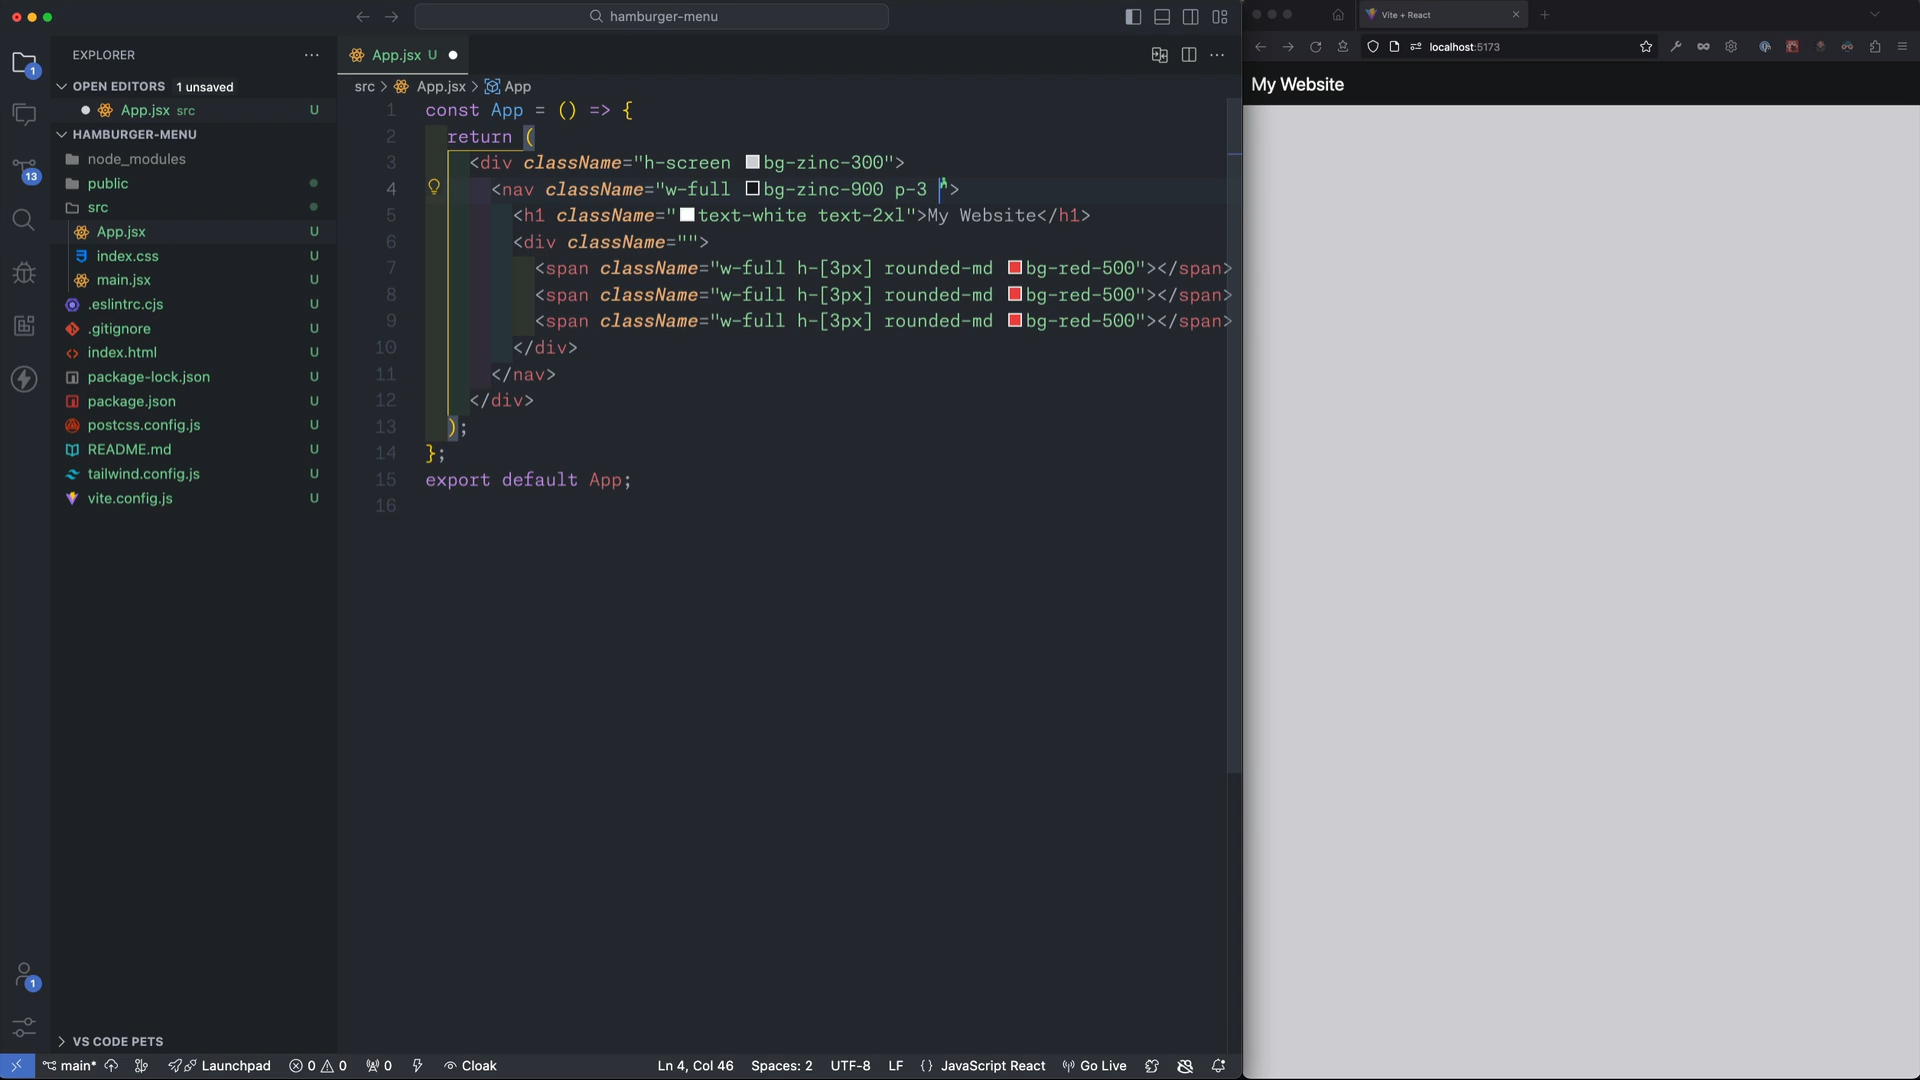 hamburger-menu
Vite + React
localhost:5173
EXPLORER
App.jsx U
OPEN EDITORS 1 unsaved
App.jsx src U
HAMBURGER-MENU
node_modules
public
src
App.jsx U
index.css U
main.jsx U
.eslintrc.cjs U
.gitignore U
index.html U
package-lock.json U
package.json U
postcss.config.js U
README.md U
tailwind.config.js U
vite.config.js U
VS CODE PETS
1
13
1
src > App.jsx > App
1 const App = () => {
2 return (
3 <div className="h-screen bg-zinc-300">
4 <nav className="w-full bg-zinc-900 p-3 ">
5 <h1 className="text-white text-2xl">My Website</h1>
6 <div className="">
7 <span className="w-full h-[3px] rounded-md bg-red-500"></span>
8 <span className="w-full h-[3px] rounded-md bg-red-500"></span>
9 <span className="w-full h-[3px] rounded-md bg-red-500"></span>
10 </div>
11 </nav>
12 </div>
13 );
14 };
15 export default App;
16
My Website
main* Launchpad 0 0 0 Cloak Ln 4, Col 46 Spaces: 2 UTF-8 LF {} JavaScript React Go Live